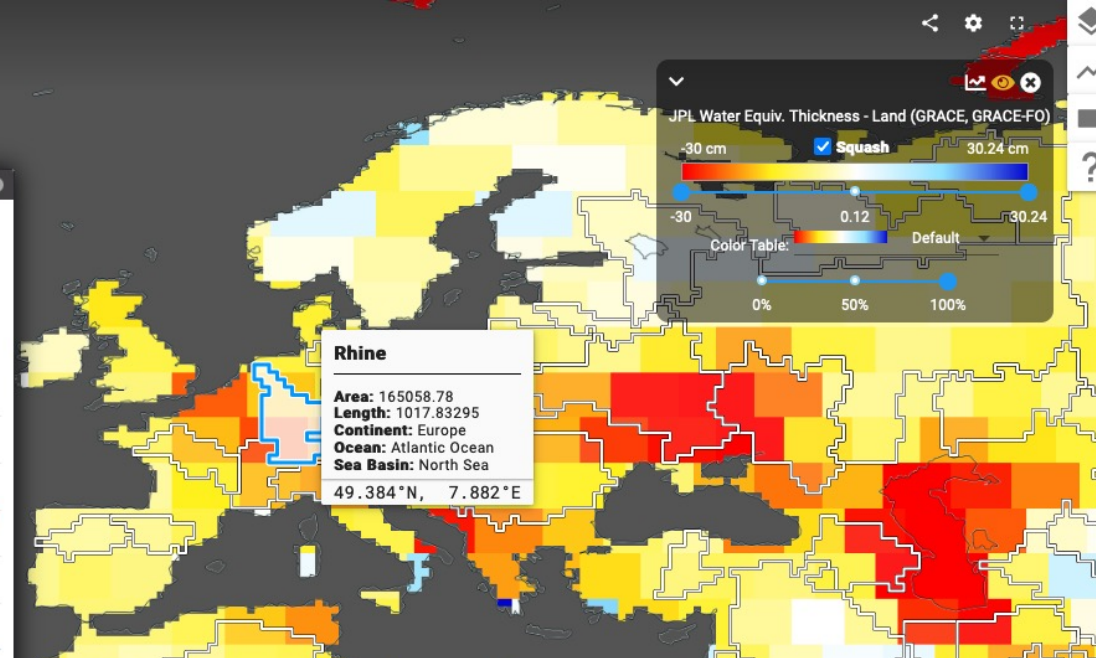 JPL Water Equiv. Thickness - Land (GRACE, GRACE-FO)
-30 cm Squash 30.24 cm
-30 0.12 30.24
Color Table: Default
0% 50% 100%
Rhine
Area: 165058.78
Length: 1017.83295
Continent: Europe
Ocean: Atlantic Ocean
Sea Basin: North Sea
49.384°N, 7.882°E
?